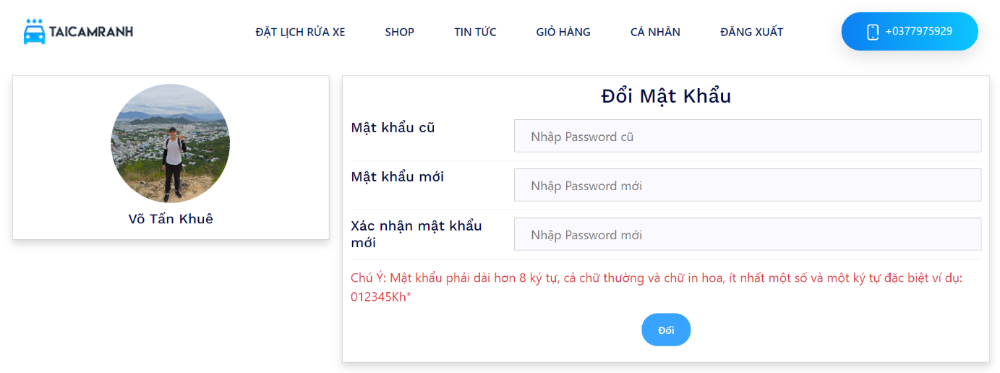 TAICAMRANH
ĐẶT LỊCH RỬA XE
SHOP
TIN TỨC
GIỎ HÀNG
CÁ NHÂN
ĐĂNG XUẤT
+0377975929
Võ Tấn Khuê
Đổi Mật Khẩu
Mật khẩu cũ
Nhập Password cũ
Mật khẩu mới
Nhập Password mới
Xác nhận mật khẩu
mới
Nhập Password mới
Chú Ý: Mật khẩu phải dài hơn 8 ký tự, cả chữ thường và chữ in hoa, ít nhất một số và một ký tự đặc biệt ví dụ:
012345Kh*
Đổi